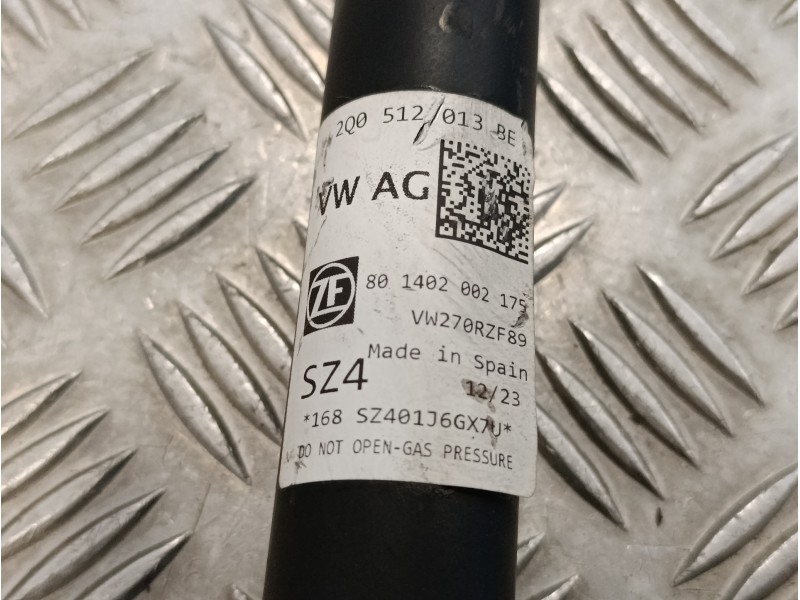 2Q0 512 013 BE
VW AG
ZF
80 1402 002 175
VW270RZF89
Made in Spain
SZ4
12/23
*168 SZ401J6GX7U*
DO NOT OPEN-GAS PRESSURE